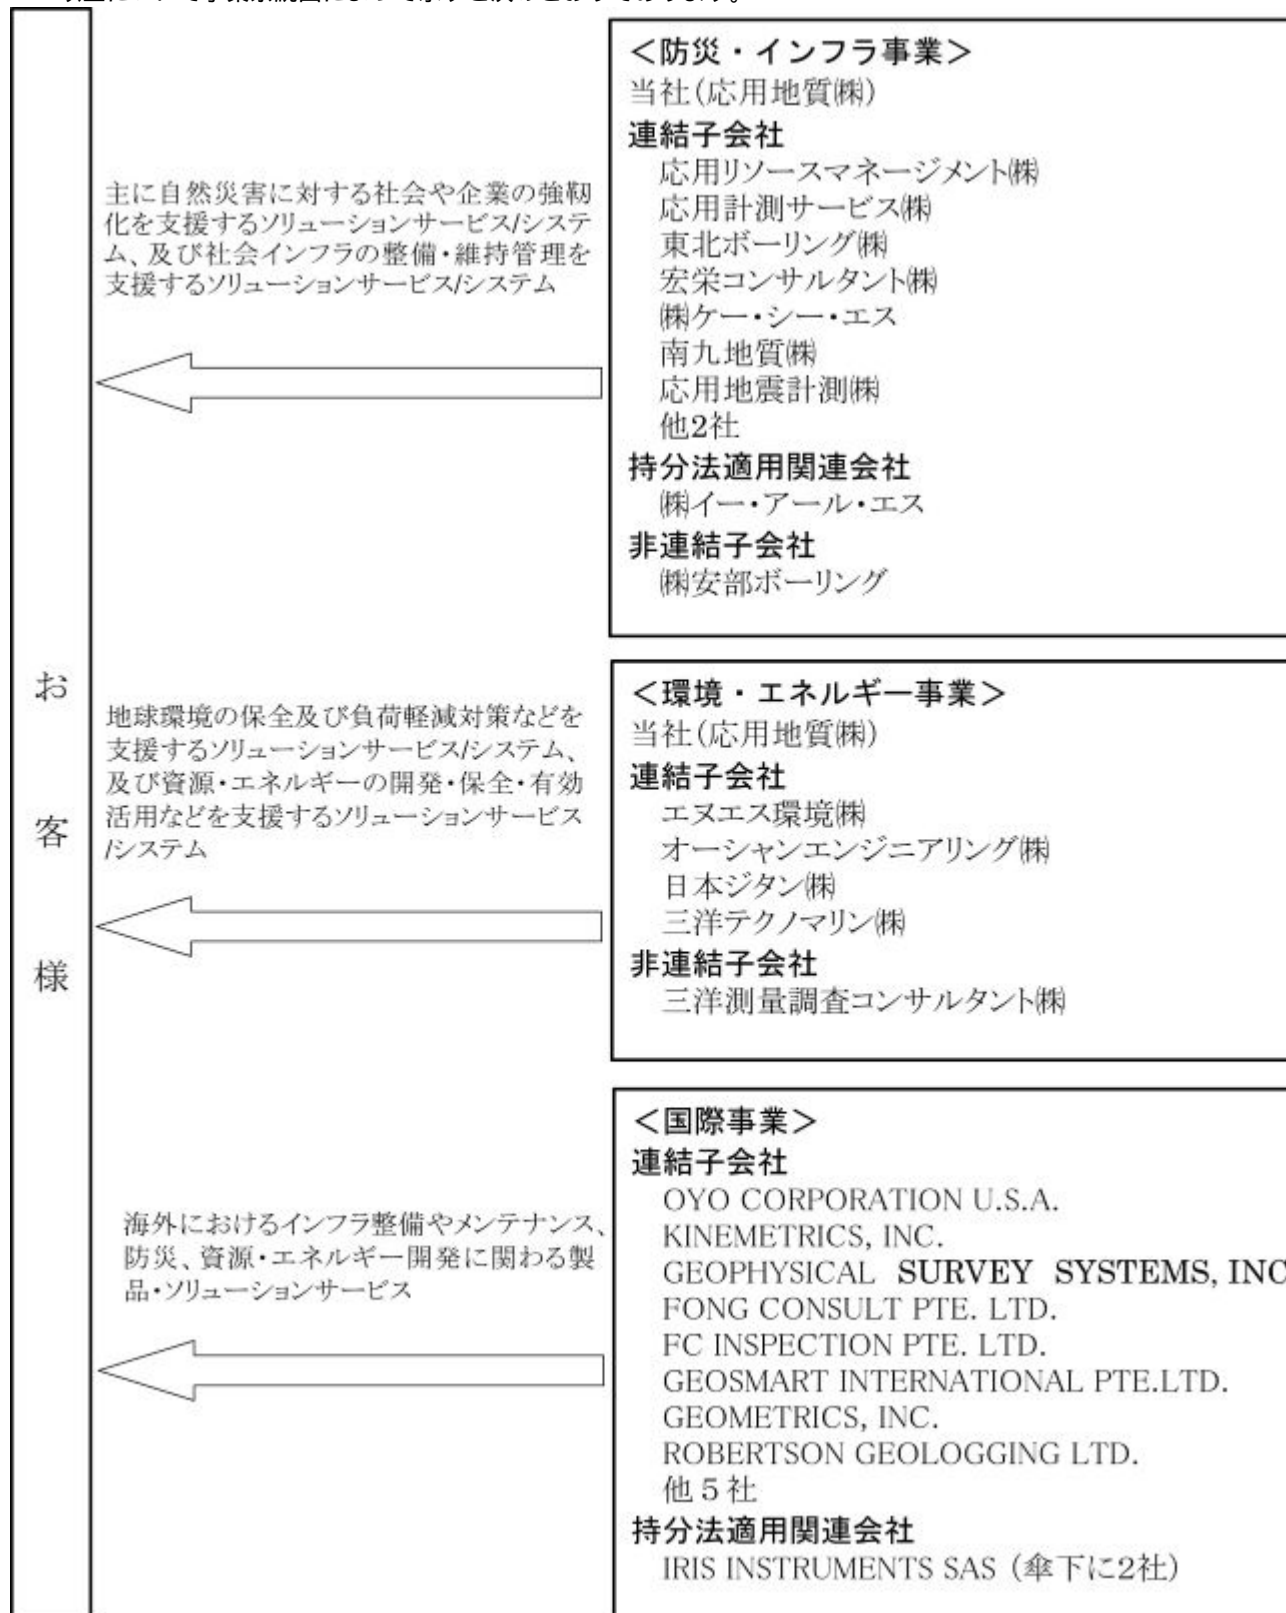 ＜防災・インフラ事業＞
当社(応用地質㈱)
連結子会社
応用リソースマネージメント㈱
応用計測サービス㈱
東北ボーリング㈱
宏栄コンサルタント㈱
㈱ケー・シー・エス
南九地質㈱
応用地震計測㈱
他2社
持分法適用関連会社
㈱イー・アール・エス
非連結子会社
㈱安部ボーリング
主に自然災害に対する社会や企業の強靭
化を支援するソリューションサービス/システ
ム、及び社会インフラの整備・維持管理を
支援するソリューションサービス/システム
お客様
＜環境・エネルギー事業＞
当社(応用地質㈱)
連結子会社
エヌエス環境㈱
オーシャンエンジニアリング㈱
日本ジタン㈱
三洋テクノマリン㈱
非連結子会社
三洋測量調査コンサルタント㈱
地球環境の保全及び負荷軽減対策などを
支援するソリューションサービス/システム、
及び資源・エネルギーの開発・保全・有効
活用などを支援するソリューションサービス
/システム
＜国際事業＞
連結子会社
OYO CORPORATION U.S.A.
KINEMETRICS, INC.
GEOPHYSICAL SURVEY SYSTEMS, INC
FONG CONSULT PTE. LTD.
FC INSPECTION PTE. LTD.
GEOSMART INTERNATIONAL PTE.LTD.
GEOMETRICS, INC.
ROBERTSON GEOLOGGING LTD.
他５社
持分法適用関連会社
IRIS INSTRUMENTS SAS (傘下に2社)
海外におけるインフラ整備やメンテナンス、
防災、資源・エネルギー開発に関わる製
品・ソリューションサービス